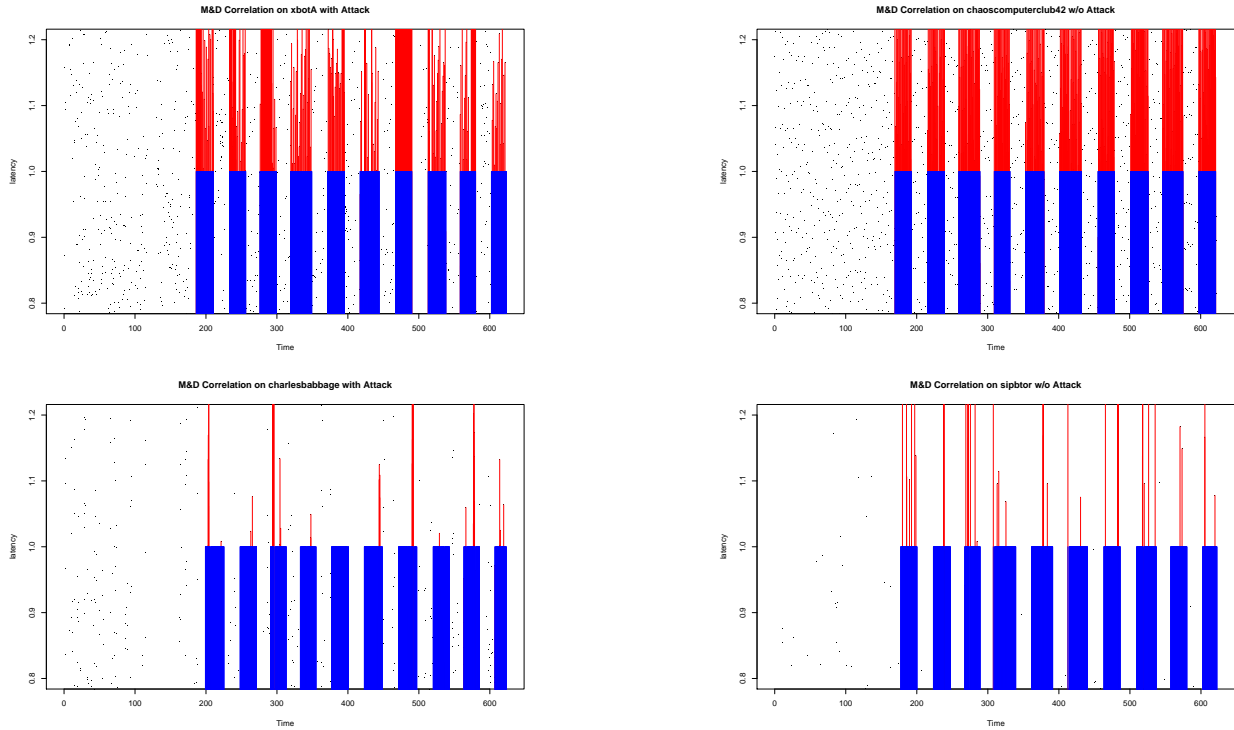 M&D Correlation on xbotA with Attack
latency
0.8 0.9 1.0 1.1 1.2
0 100 200 300 400 500 600
Time
M&D Correlation on chaoscomputerclub42 w/o Attack
latency
0.8 0.9 1.0 1.1 1.2
0 100 200 300 400 500 600
Time
M&D Correlation on charlesbabbage with Attack
latency
0.8 0.9 1.0 1.1 1.2
0 100 200 300 400 500 600
Time
M&D Correlation on sipbtor w/o Attack
latency
0.8 0.9 1.0 1.1 1.2
0 100 200 300 400 500 600
Time